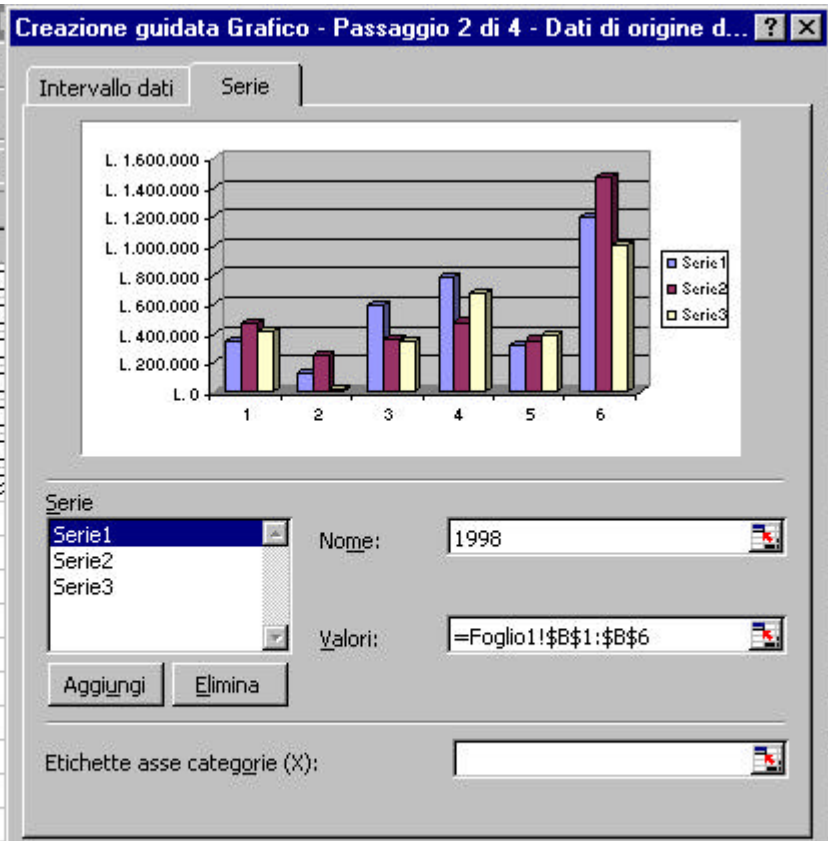 Creazione guidata Grafico - Passaggio 2 di 4 - Dati di origine d...
Intervallo dati
Serie
L. 1.600.000
L. 1.400.000
L. 1.200.000
L. 1.000.000
L. 800.000
L. 600.000
L. 400.000
L. 200.000
L. 0
1 2 3 4 5 6
Serie1
Serie2
Serie3
Serie
Serie1
Serie2
Serie3
Nome:
1998
Valori:
=Foglio1!$B$1:$B$6
Aggiungi
Elimina
Etichette asse categorie (X):